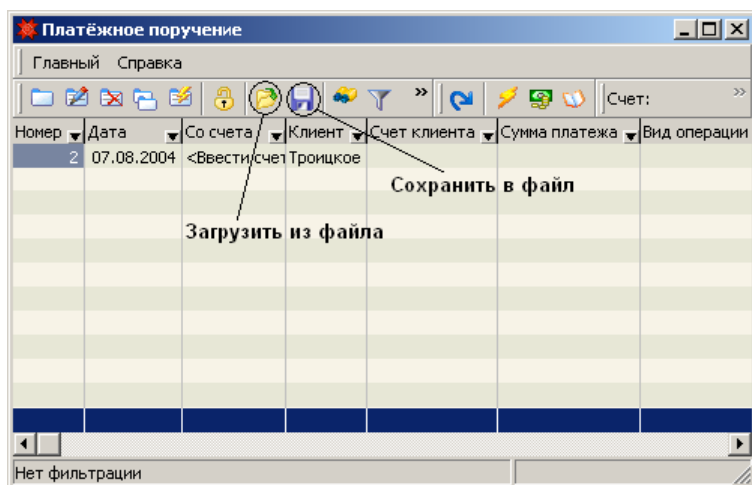 Платёжное поручение
Главный Справка
Счет:
Номер Дата Со счета Клиент Счет клиента Сумма платежа Вид операции
2 07.08.2004 <Ввести счет Троицкое
Сохранить в файл
Загрузить из файла
Нет фильтрации